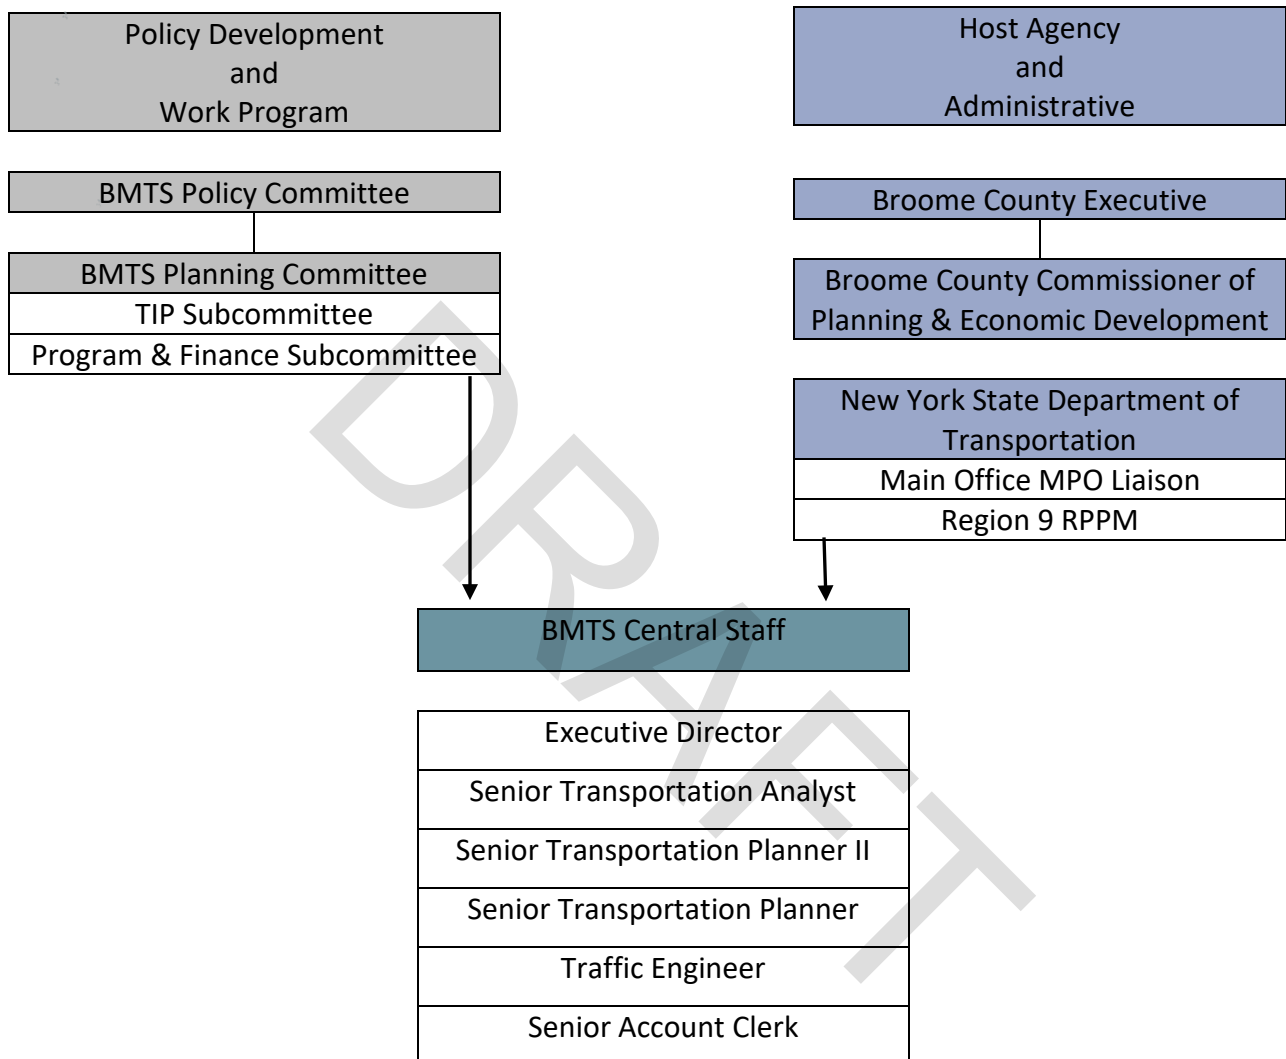 Policy Development
and
Work Program
BMTS Policy Committee
BMTS Planning Committee
TIP Subcommittee
Program & Finance Subcommittee
Host Agency
and
Administrative
Broome County Executive
Broome County Commissioner of
Planning & Economic Development
New York State Department of
Transportation
Main Office MPO Liaison
Region 9 RPPM
BMTS Central Staff
Executive Director
Senior Transportation Analyst
Senior Transportation Planner II
Senior Transportation Planner
Traffic Engineer
Senior Account Clerk
DRAFT